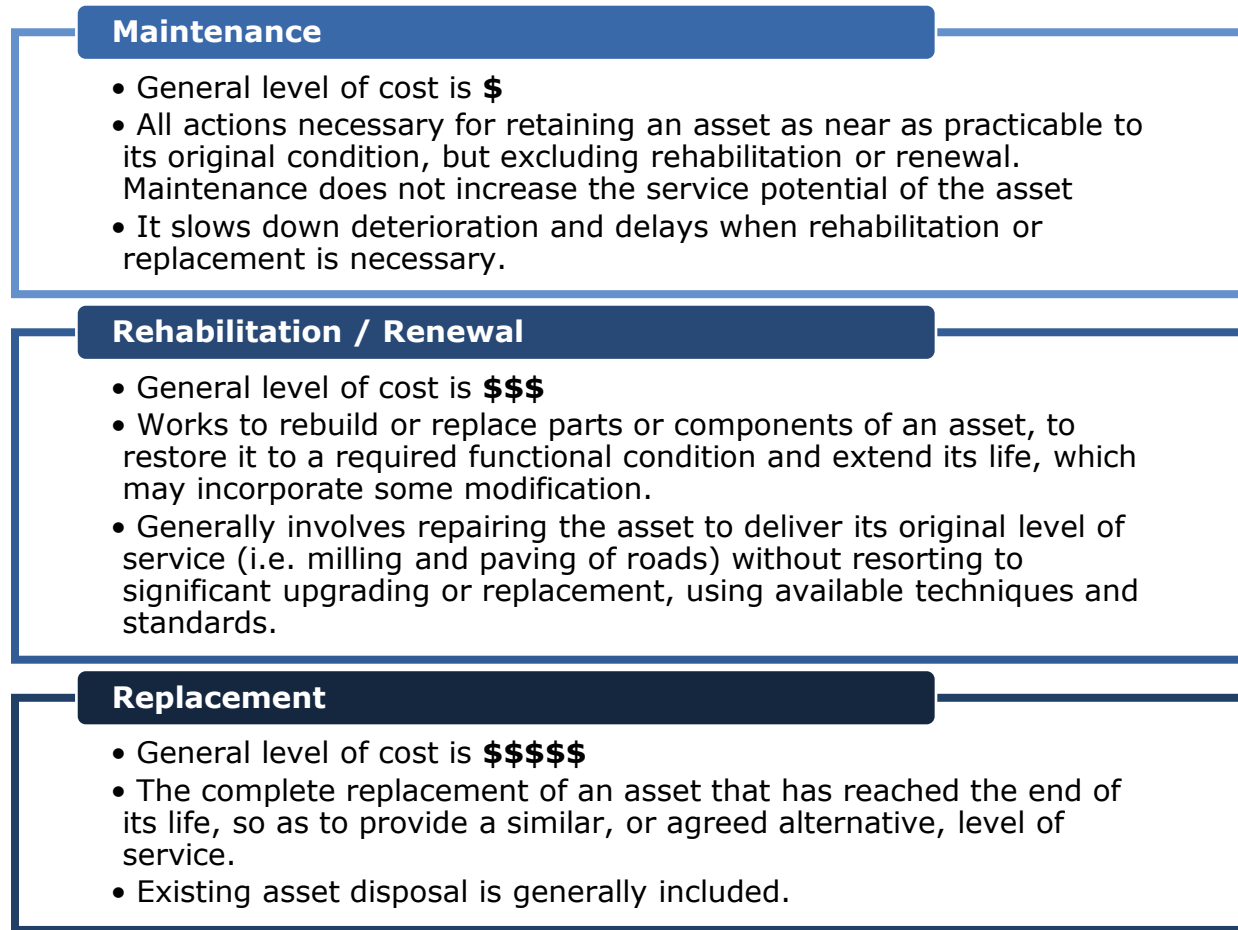 Maintenance
• General level of cost is $
• All actions necessary for retaining an asset as near as practicable to
its original condition, but excluding rehabilitation or renewal.
Maintenance does not increase the service potential of the asset
• It slows down deterioration and delays when rehabilitation or
replacement is necessary.
Rehabilitation / Renewal
• General level of cost is $$$
• Works to rebuild or replace parts or components of an asset, to
restore it to a required functional condition and extend its life, which
may incorporate some modification.
• Generally involves repairing the asset to deliver its original level of
service (i.e. milling and paving of roads) without resorting to
significant upgrading or replacement, using available techniques and
standards.
Replacement
• General level of cost is $$$$$
• The complete replacement of an asset that has reached the end of
its life, so as to provide a similar, or agreed alternative, level of
service.
• Existing asset disposal is generally included.